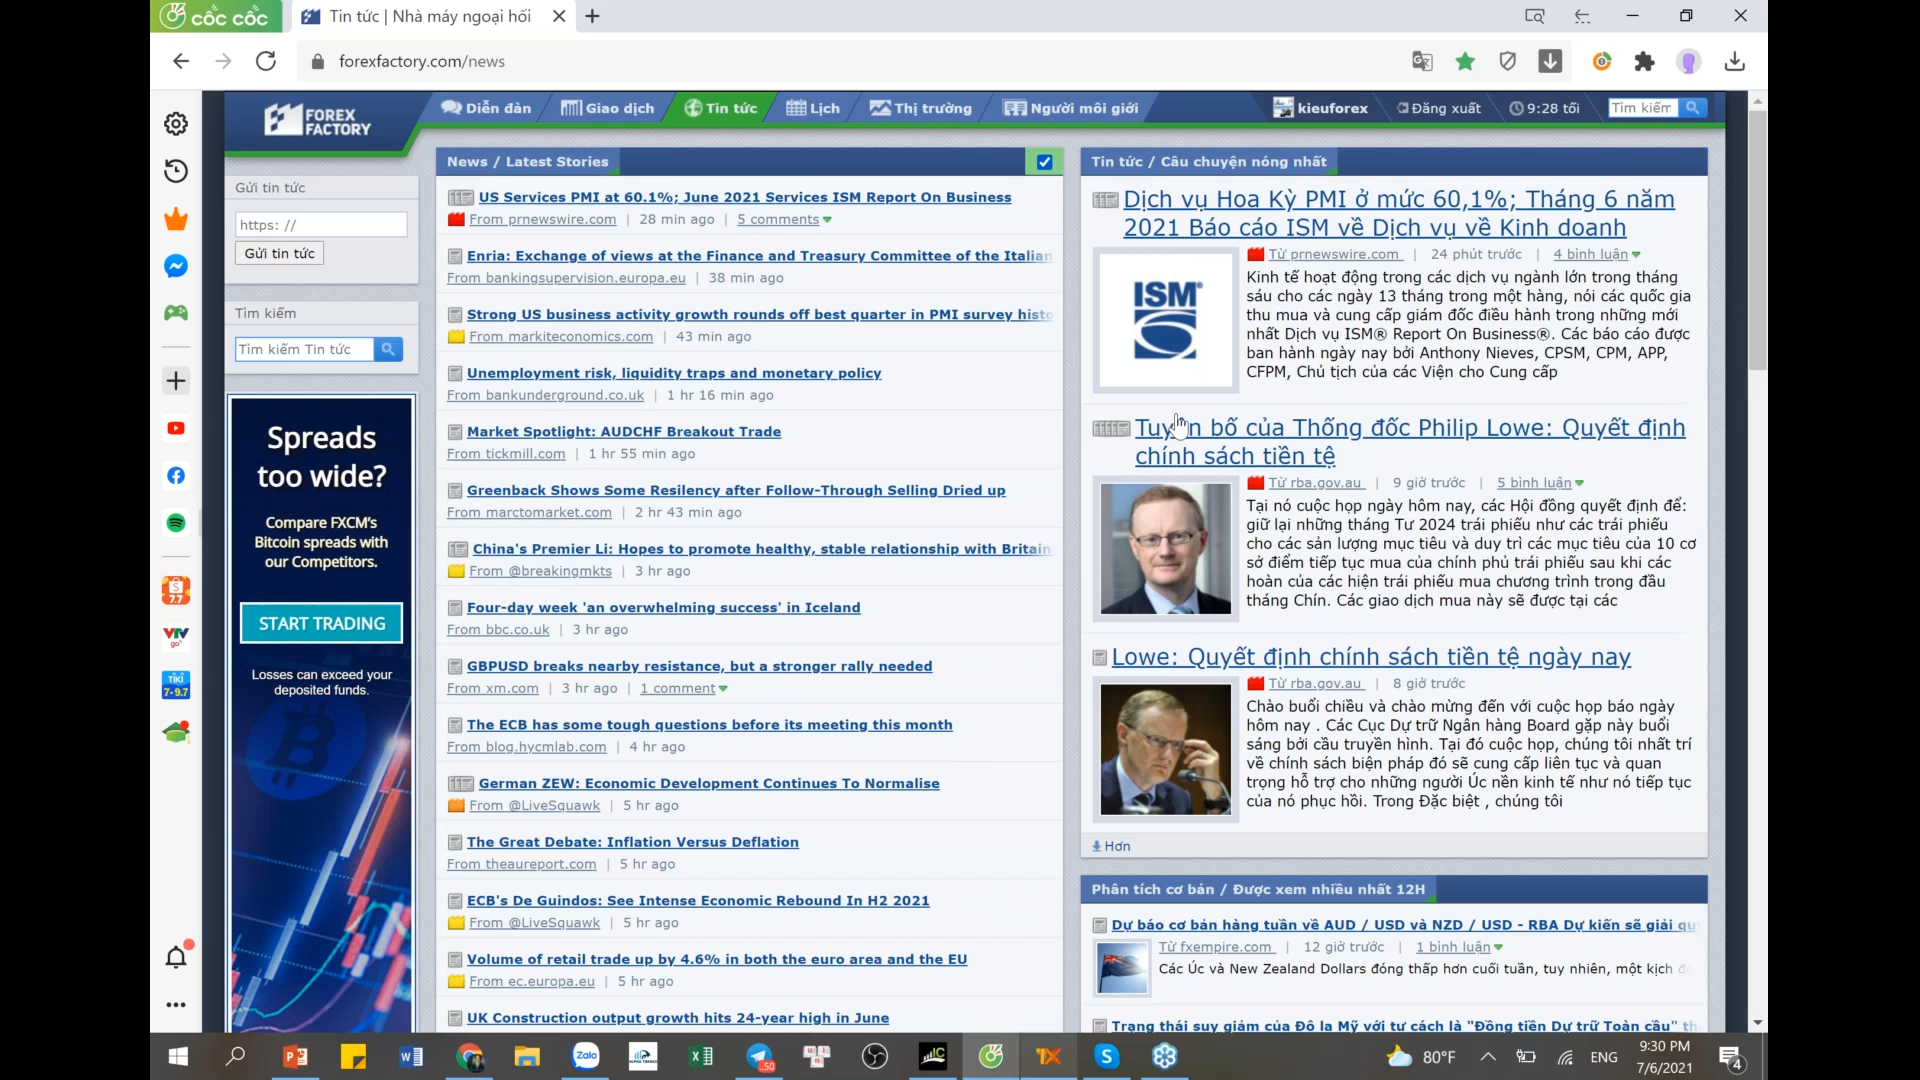 cốc cốc
Tin tức | Nhà máy ngoại hối
forexfactory.com/news
FOREX
FACTORY
Diễn đàn
Giao dịch
Tin tức
Lịch
Thị trường
Người môi giới
kieuforex
Đăng xuất
9:28 tối
Tìm kiếm
Gửi tin tức
https: //
Gửi tin tức
Tìm kiếm
Tìm kiếm Tin tức
Spreads
too wide?
Compare FXCM's
Bitcoin spreads with
our Competitors.
START TRADING
Losses can exceed your
deposited funds.
News / Latest Stories
US Services PMI at 60.1%; June 2021 Services ISM Report On Business
From prnewswire.com | 28 min ago | 5 comments
Enria: Exchange of views at the Finance and Treasury Committee of the Italian
From bankingsupervision.europa.eu | 38 min ago
Strong US business activity growth rounds off best quarter in PMI survey histo
From markiteconomics.com | 43 min ago
Unemployment risk, liquidity traps and monetary policy
From bankunderground.co.uk | 1 hr 16 min ago
Market Spotlight: AUDCHF Breakout Trade
From tickmill.com | 1 hr 55 min ago
Greenback Shows Some Resilency after Follow-Through Selling Dried up
From marctomarket.com | 2 hr 43 min ago
China's Premier Li: Hopes to promote healthy, stable relationship with Britain
From @breakingmkts | 3 hr ago
Four-day week 'an overwhelming success' in Iceland
From bbc.co.uk | 3 hr ago
GBPUSD breaks nearby resistance, but a stronger rally needed
From xm.com | 3 hr ago | 1 comment
The ECB has some tough questions before its meeting this month
From blog.hycmlab.com | 4 hr ago
German ZEW: Economic Development Continues To Normalise
From @LiveSquawk | 5 hr ago
The Great Debate: Inflation Versus Deflation
From theaureport.com | 5 hr ago
ECB's De Guindos: See Intense Economic Rebound In H2 2021
From @LiveSquawk | 5 hr ago
Volume of retail trade up by 4.6% in both the euro area and the EU
From ec.europa.eu | 5 hr ago
UK Construction output growth hits 24-year high in June
Tin tức / Câu chuyện nóng nhất
Dịch vụ Hoa Kỳ PMI ở mức 60,1%; Tháng 6 năm
2021 Báo cáo ISM về Dịch vụ về Kinh doanh
Từ prnewswire.com | 24 phút trước | 4 bình luận
ISM
Kinh tế hoạt động trong các dịch vụ ngành lớn trong tháng
sáu cho các ngày 13 tháng trong một hàng, nói các quốc gia
thu mua và cung cấp giám đốc điều hành trong những mới
nhất Dịch vụ ISM® Report On Business®. Các báo cáo được
ban hành ngày nay bởi Anthony Nieves, CPSM, CPM, APP,
CFPM, Chủ tịch của các Viện cho Cung cấp
Tuyên bố của Thống đốc Philip Lowe: Quyết định
chính sách tiền tệ
Từ rba.gov.au | 9 giờ trước | 5 bình luận
Tại nó cuộc họp ngày hôm nay, các Hội đồng quyết định để:
giữ lại những tháng Tư 2024 trái phiếu như các trái phiếu
cho các sản lượng mục tiêu và duy trì các mục tiêu của 10 cơ
sở điểm tiếp tục mua của chính phủ trái phiếu sau khi các
hoàn của các hiện trái phiếu mua chương trình trong đầu
tháng Chín. Các giao dịch mua này sẽ được tại các
Lowe: Quyết định chính sách tiền tệ ngày nay
Từ rba.gov.au | 8 giờ trước
Chào buổi chiều và chào mừng đến với cuộc họp báo ngày
hôm nay . Các Cục Dự trữ Ngân hàng Board gặp này buổi
sáng bởi cầu truyền hình. Tại đó cuộc họp, chúng tôi nhất trí
về chính sách biện pháp đó sẽ cung cấp liên tục và quan
trọng hỗ trợ cho những người Úc nền kinh tế như nó tiếp tục
của nó phục hồi. Trong Đặc biệt , chúng tôi
Hơn
Phân tích cơ bản / Được xem nhiều nhất 12H
Dự báo cơ bản hàng tuần về AUD / USD và NZD / USD - RBA Dự kiến sẽ giải qu
Từ fxempire.com | 12 giờ trước | 1 bình luận
Các Úc và New Zealand Dollars đóng thấp hơn cuối tuần, tuy nhiên, một kịch
Trạng thái suy giảm của Đô la Mỹ với tư cách là "Đồng tiền Dự trữ Toàn cầu" th
7.7
VTV
go
TIKI
7-9.7
Zalo
50
80°F
ENG
9:30 PM
7/6/2021
4